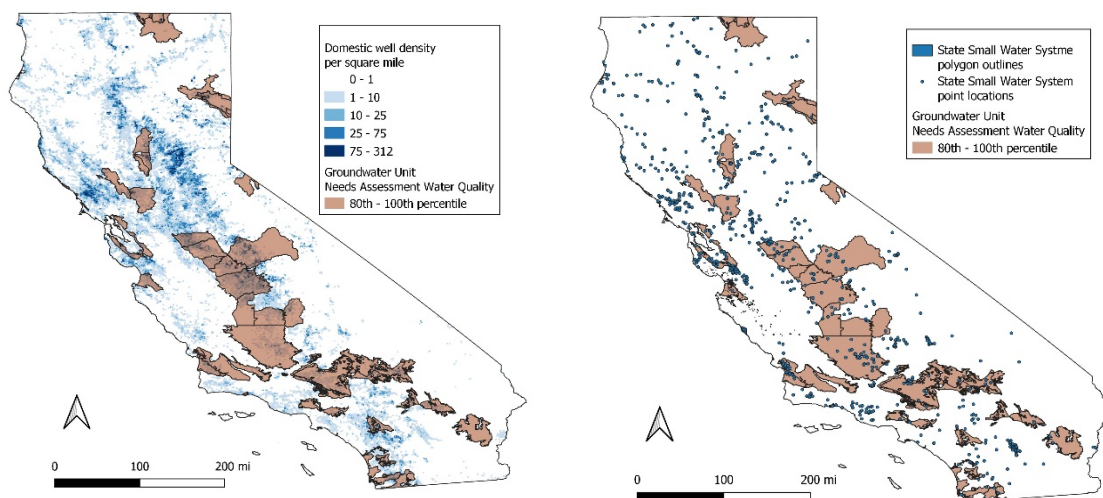 Domestic well density
per square mile
0 - 1
1 - 10
10 - 25
25 - 75
75 - 312
Groundwater Unit
Needs Assessment Water Quality
80th - 100th percentile
0 100 200 mi
State Small Water Systme
polygon outlines
State Small Water System
point locations
Groundwater Unit
Needs Assessment Water Quality
80th - 100th percentile
0 100 200 mi